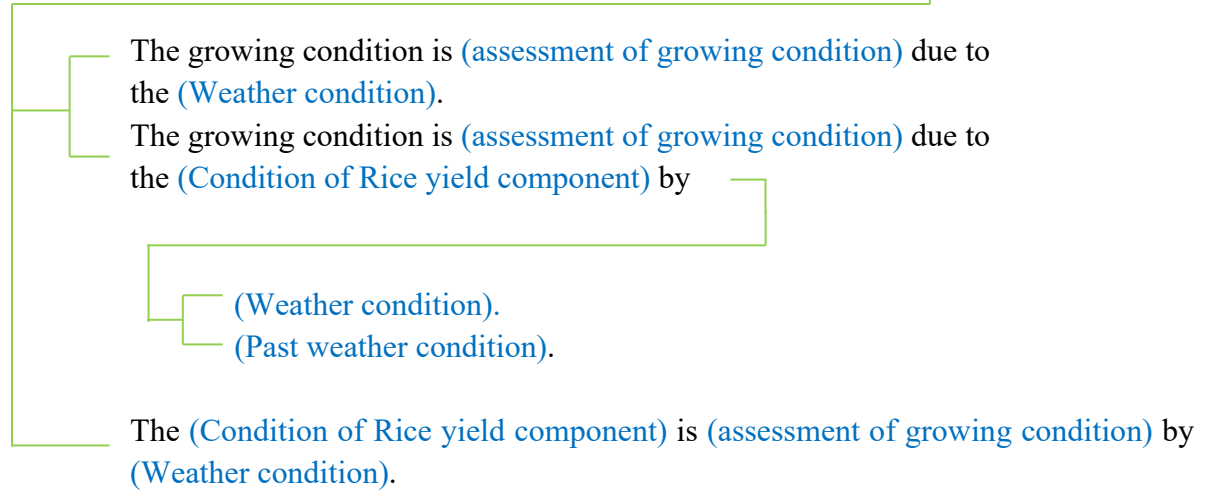 The growing condition is (assessment of growing condition) due to
the (Weather condition).
The growing condition is (assessment of growing condition) due to
the (Condition of Rice yield component) by
(Weather condition).
(Past weather condition).
The (Condition of Rice yield component) is (assessment of growing condition) by
(Weather condition).